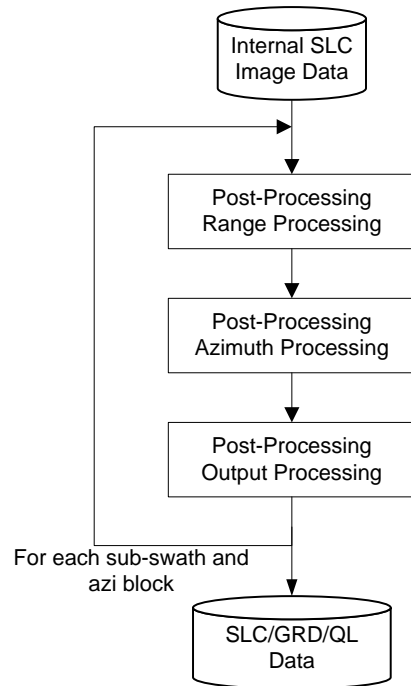 Internal SLC
Image Data
Post-Processing
Range Processing
Post-Processing
Azimuth Processing
Post-Processing
Output Processing
For each sub-swath and
azi block
SLC/GRD/QL
Data